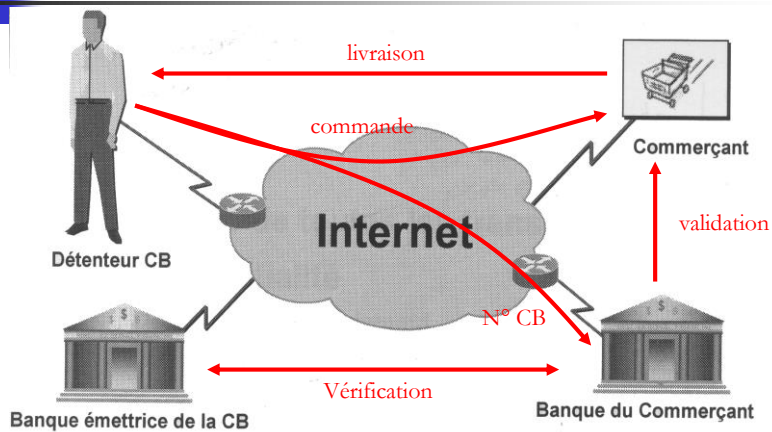 livraison
commande
Commerçant
Internet
validation
Détenteur CB
N° CB
Vérification
Banque émettrice de la CB
Banque du Commerçant